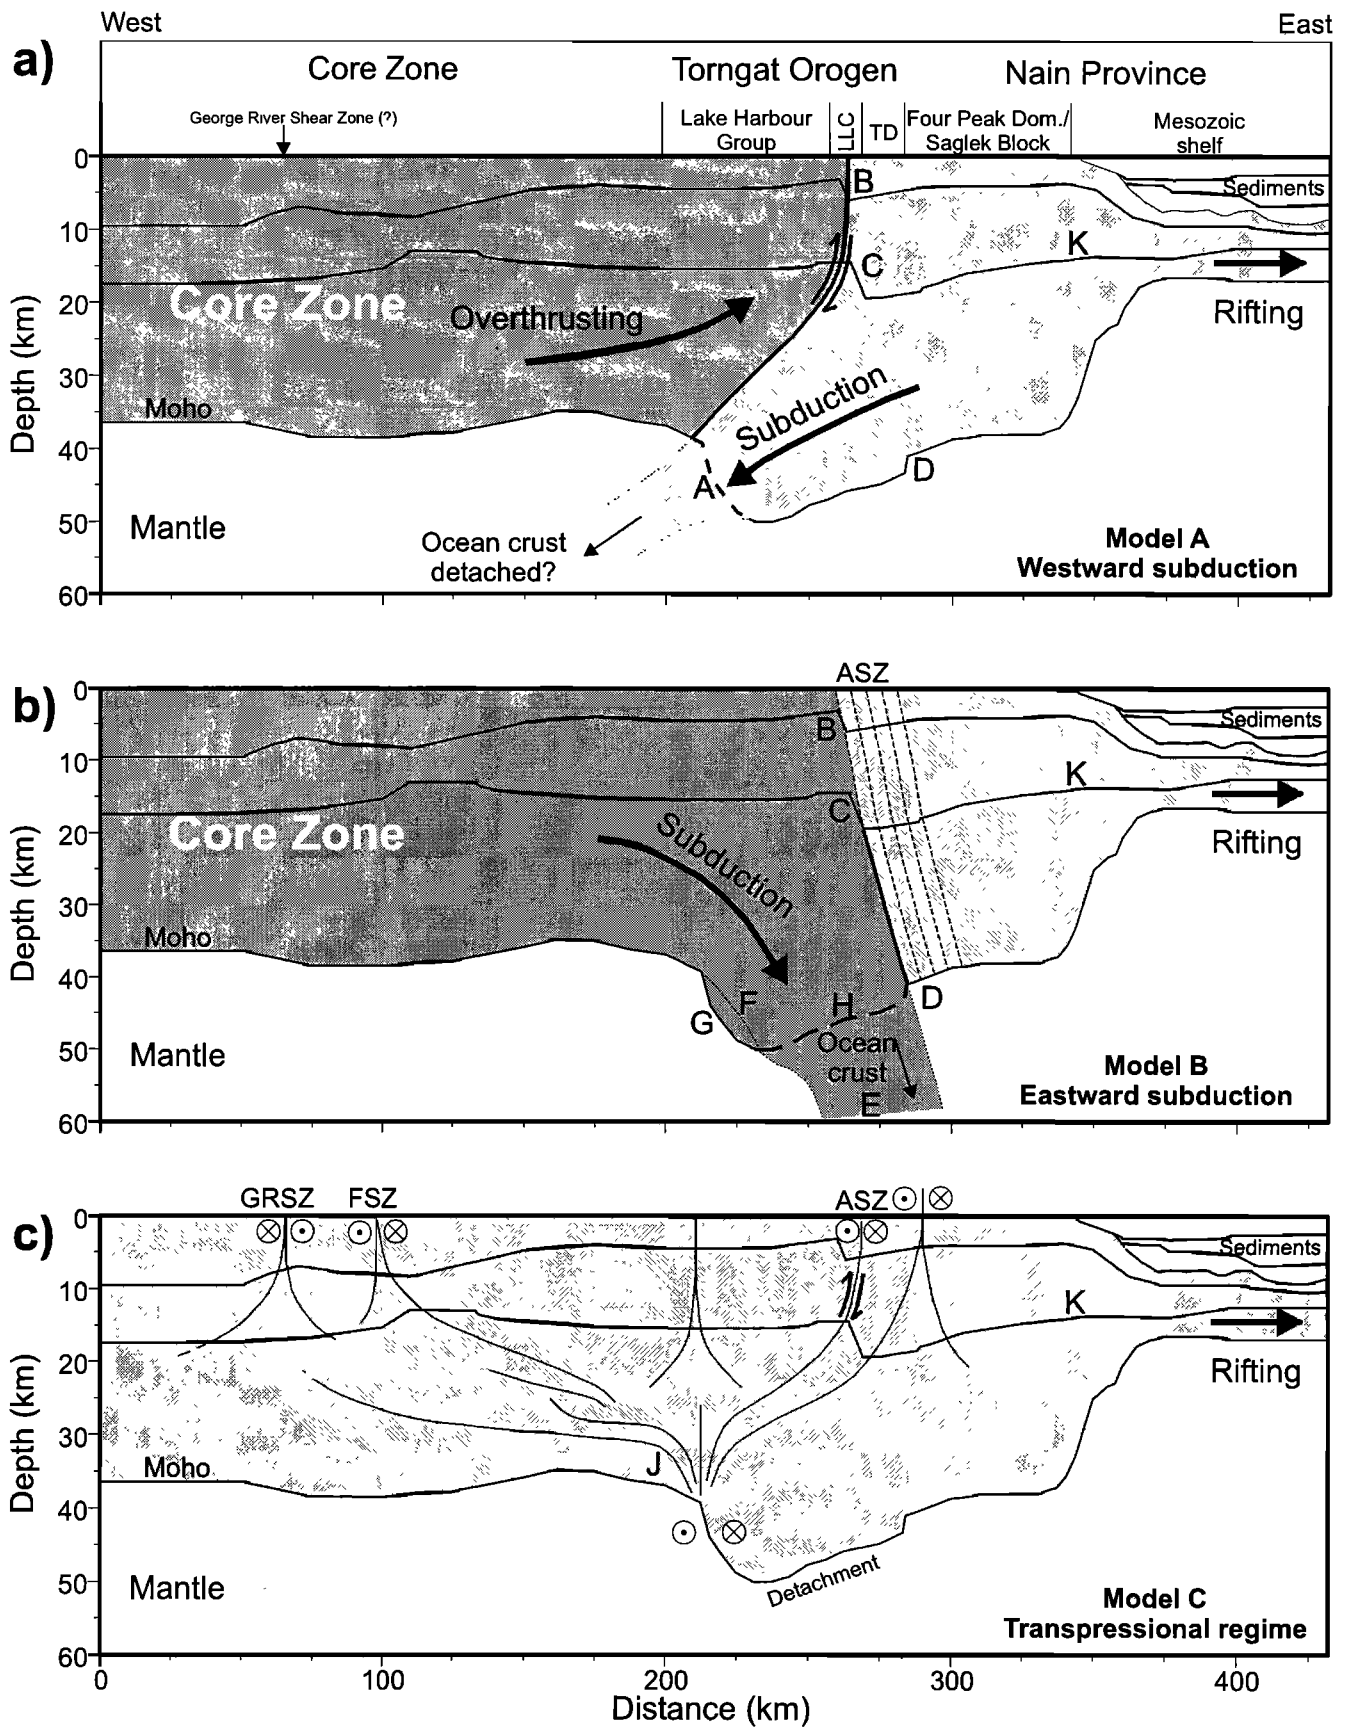 West East
a)
Core Zone Torngat Orogen Nain Province
George River Shear Zone (?)
Lake Harbour
Group
LLC
TD
Four Peak Dom./
Saglek Block
Mesozoic
shelf
0
10
20
30
40
50
60
Depth (km)
B
Sediments
K
C
Core Zone
Overthrusting
Rifting
Moho
Subduction
A
D
Mantle
Ocean crust
detached?
Model A
Westward subduction
b)
ASZ
0
10
20
30
40
50
60
Depth (km)
B
Sediments
K
C
Core Zone
Subduction
Rifting
Moho
F
H
D
G
Ocean
crust
E
Mantle
Model B
Eastward subduction
c)
GRSZ FSZ ASZ
0
10
20
30
40
50
60
Depth (km)
Sediments
K
Rifting
Moho
J
Detachment
Mantle
Model C
Transpressional regime
0 100 200 300 400
Distance (km)